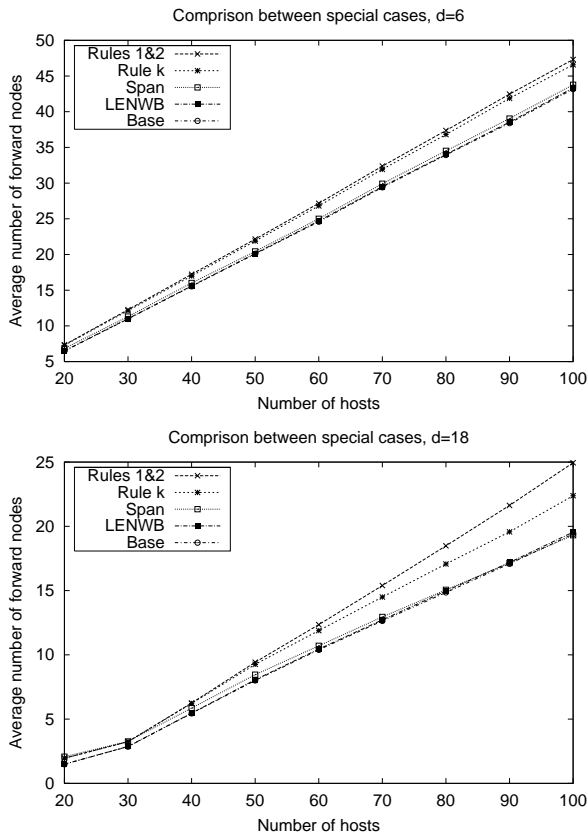 Comprison between special cases, d=6
50
45
40
35
30
25
20
15
10
5
Average number of forward nodes
Rules 1&2
Rule k
Span
LENWB
Base
20 30 40 50 60 70 80 90 100
Number of hosts
Comprison between special cases, d=18
25
20
15
10
5
0
Average number of forward nodes
Rules 1&2
Rule k
Span
LENWB
Base
20 30 40 50 60 70 80 90 100
Number of hosts